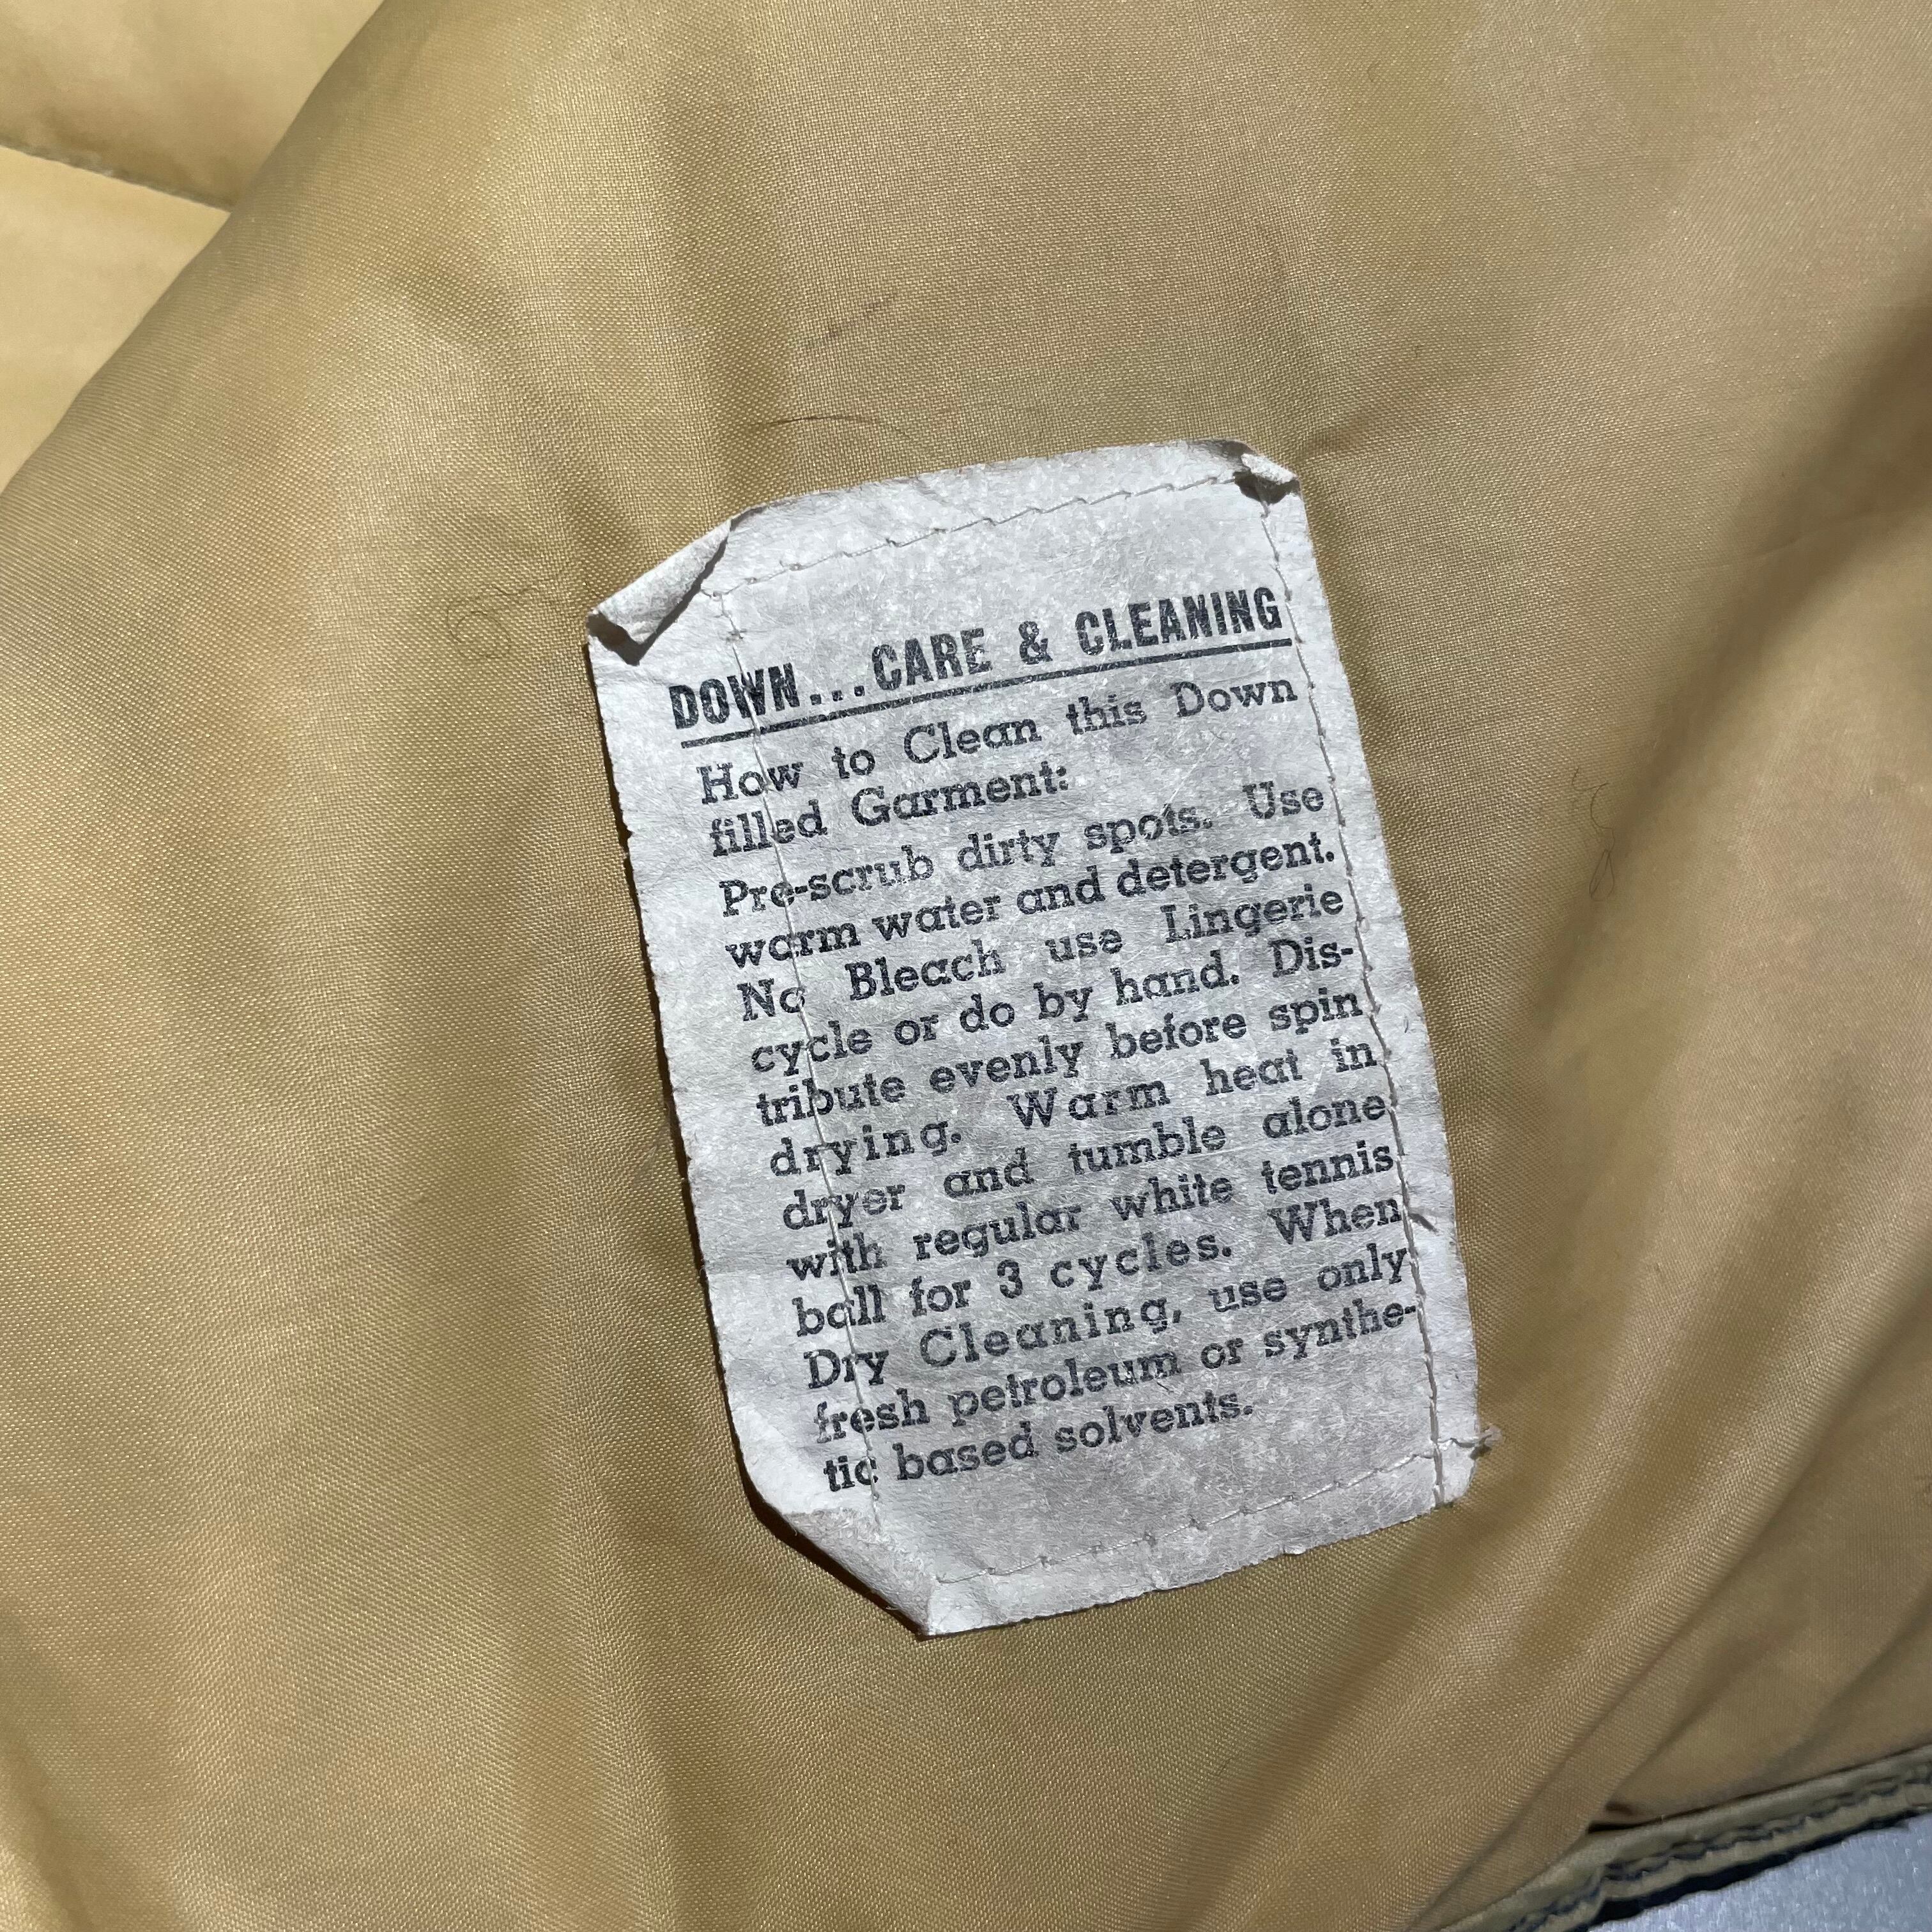 DOWN...CARE & CLEANING
How to Clean this Down
filled Garment:
Pre-scrub dirty spots. Use
warm water and detergent.
No Bleach use Lingerie
cycle or do by hand. Dis-
tribute evenly before spin
drying. Warm heat in
dryer and tumble alone
with regular white tennis
ball for 3 cycles. When
Dry Cleaning, use only
fresh petroleum or synthe-
tic based solvents.